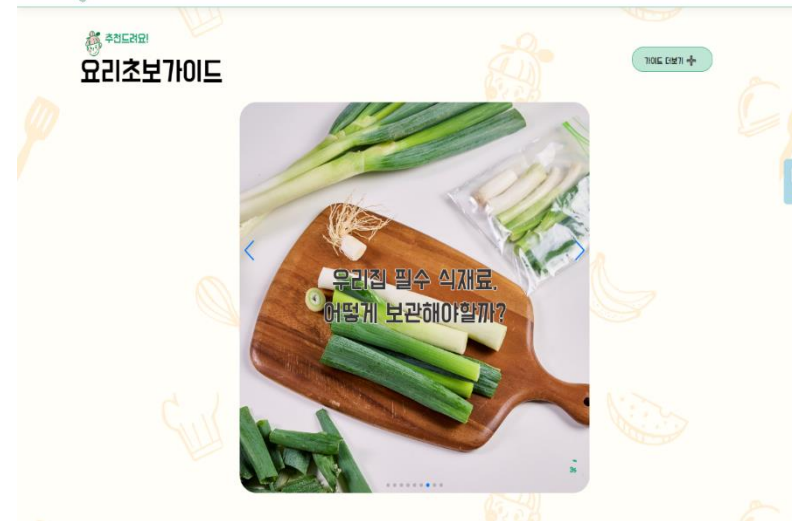 추천드려요!
요리초보가이드
가이드 더보기
우리집 필수 식재료,
어떻게 보관해야할까?
3s